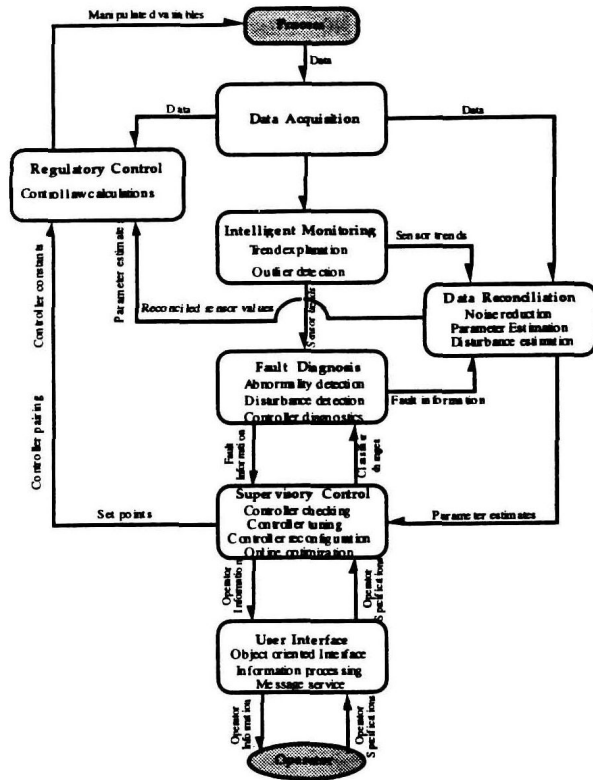 Manipulated variables
Process
Data
Data
Data Acquisition
Data
Regulatory Control
Control law calculations
Intelligent Monitoring
Trend explanation
Outlier detection
Sensor trends
Controller constants
Parameter estimate
Reconciled sensor values
Sensor trends
Data Reconciliation
Noise reduction
Parameter Estimation
Disturbance estimation
Fault Diagnosis
Abnormality detection
Disturbance detection
Controller diagnostics
Fault information
Controller pairing
Fault
Information
Classifier
changes
Set points
Supervisory Control
Controller checking
Controller tuning
Controller reconfiguration
Online optimization
Parameter estimates
Operator
Information
Operator
Specifications
User Interface
Object oriented Interface
Information processing
Message service
Operator
Information
Operator
Specifications
Operator